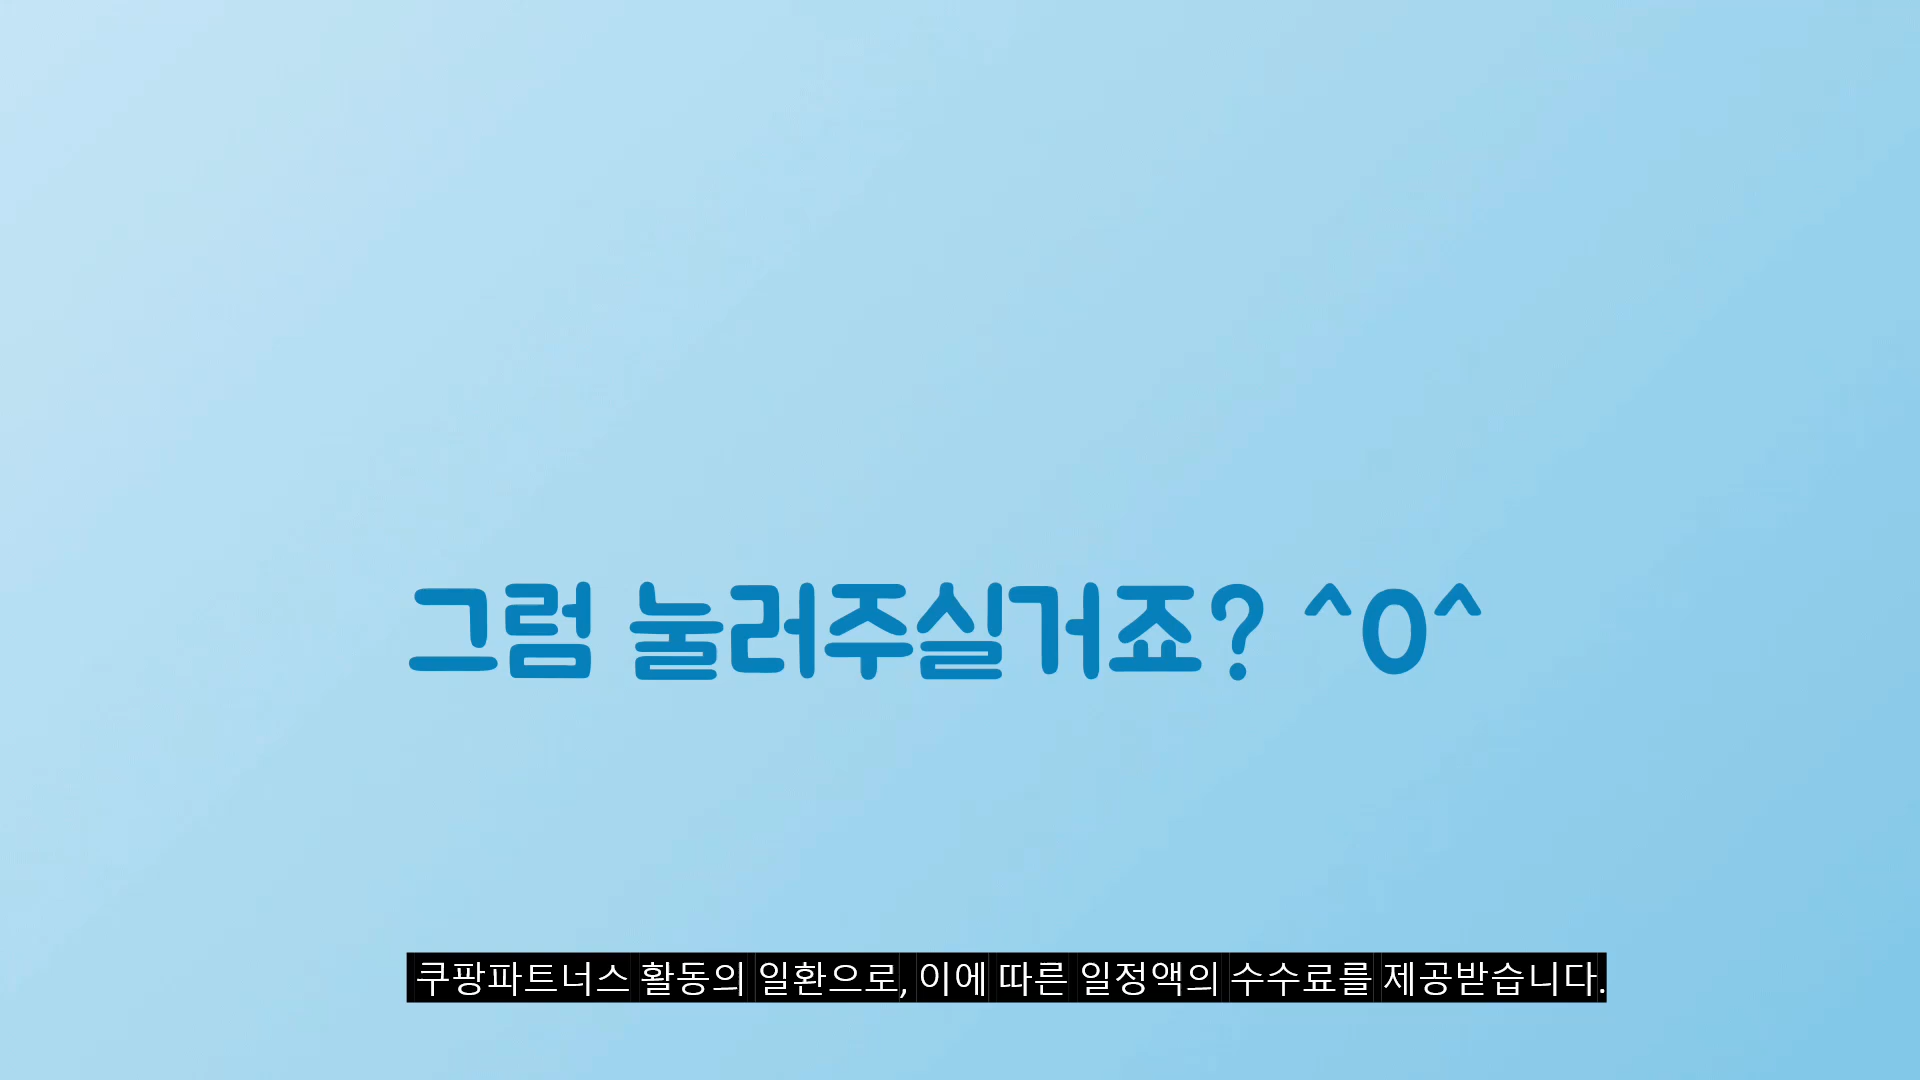 그럼 눌러주실거죠? ^0^
쿠팡파트너스 활동의 일환으로, 이에 따른 일정액의 수수료를 제공받습니다.